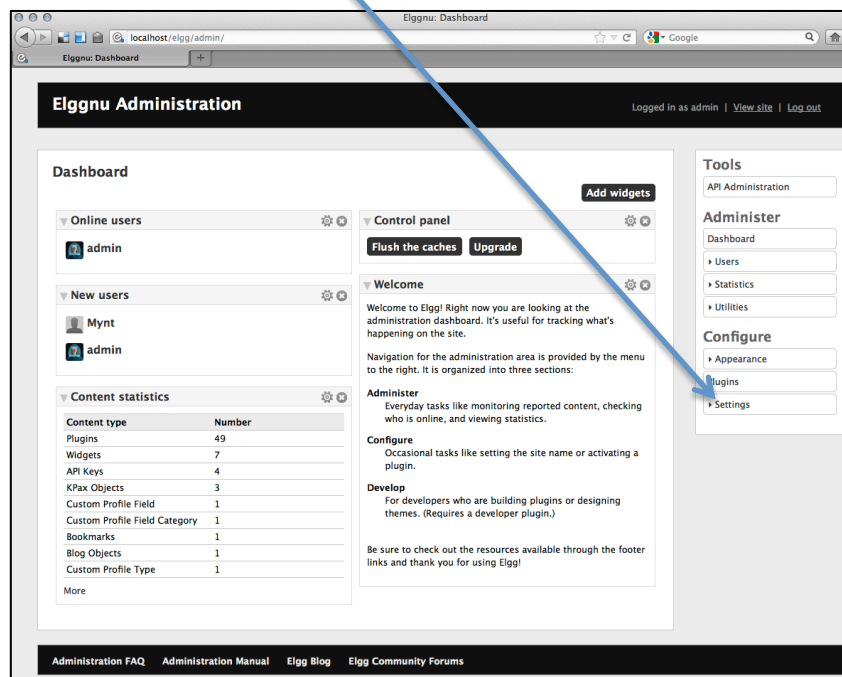 Elggnu: Dashboard
localhost/elgg/admin/
Google
Elggnu: Dashboard
Elggnu Administration
Logged in as admin | View site | Log out
Dashboard
Add widgets
Online users
admin
New users
Mynt
admin
Content statistics
Content type Number
Plugins 49
Widgets 7
API Keys 4
KPax Objects 3
Custom Profile Field 1
Custom Profile Field Category 1
Bookmarks 1
Blog Objects 1
Custom Profile Type 1
More
Control panel
Flush the caches Upgrade
Welcome
Welcome to Elgg! Right now you are looking at the
administration dashboard. It's useful for tracking what's
happening on the site.
Navigation for the administration area is provided by the menu
to the right. It is organized into three sections:
Administer
Everyday tasks like monitoring reported content, checking
who is online, and viewing statistics.
Configure
Occasional tasks like setting the site name or activating a
plugin.
Develop
For developers who are building plugins or designing
themes. (Requires a developer plugin.)
Be sure to check out the resources available through the footer
links and thank you for using Elgg!
Tools
API Administration
Administer
Dashboard
Users
Statistics
Utilities
Configure
Appearance
Plugins
Settings
Administration FAQ Administration Manual Elgg Blog Elgg Community Forums